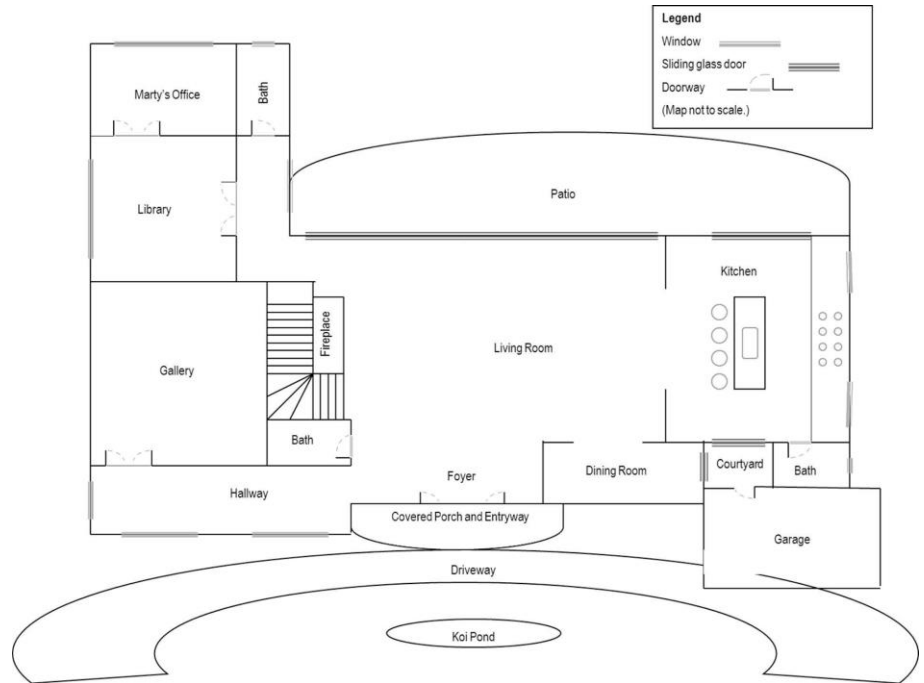 Legend
Window
Sliding glass door
Doorway
(Map not to scale.)
Marty's Office
Bath
Library
Patio
Kitchen
Fireplace
Living Room
Gallery
Bath
Foyer
Dining Room
Courtyard
Bath
Hallway
Covered Porch and Entryway
Garage
Driveway
Koi Pond